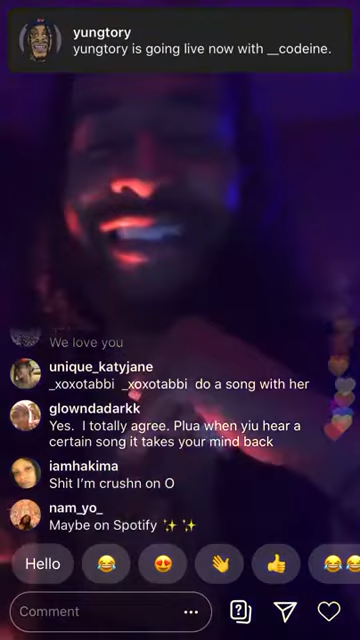 yungtory
yungtory is going live now with __codeine.
We love you
unique_katyjane
_xoxotabbi _xoxotabbi do a song with her
glowndadarkk
Yes. I totally agree. Plua when yiu hear a
certain song it takes your mind back
iamhakima
Shit I'm crushn on O
nam_yo_
Maybe on Spotify ✨ ✨
Hello 😂 😍 👋 👍 😂😂
Comment